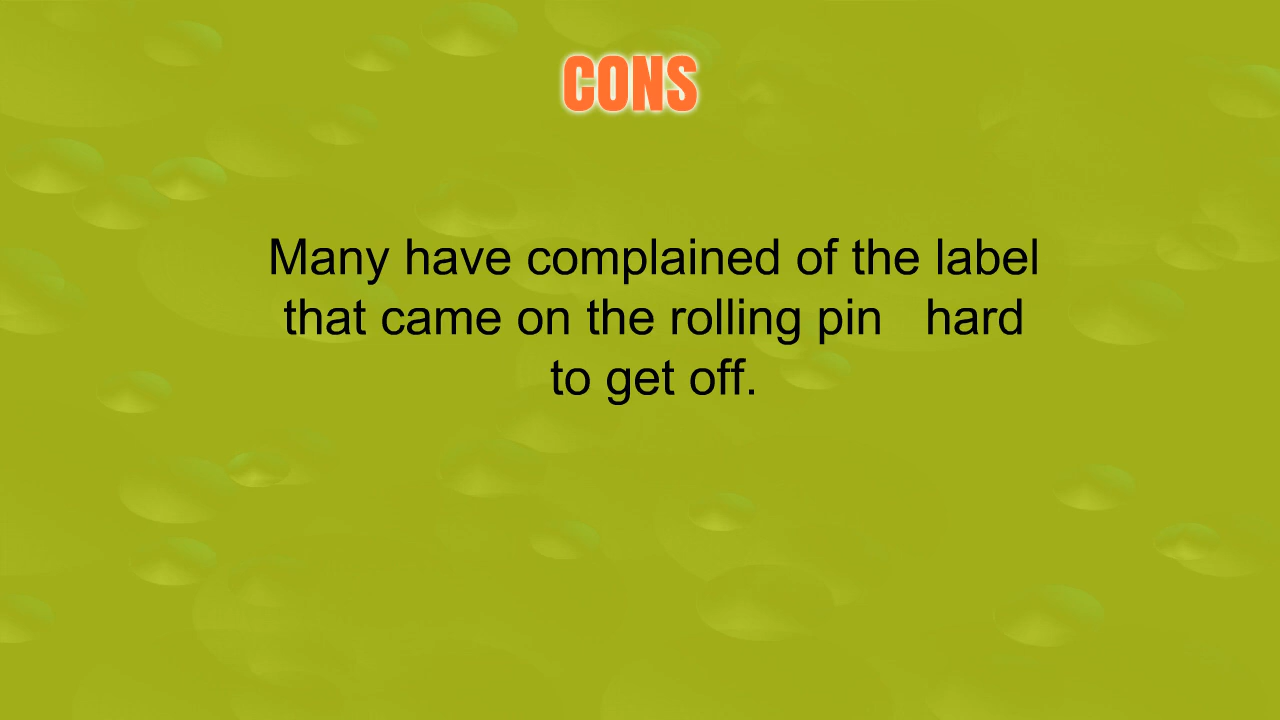 CONS
Many have complained of the label
that came on the rolling pin   hard
to get off.